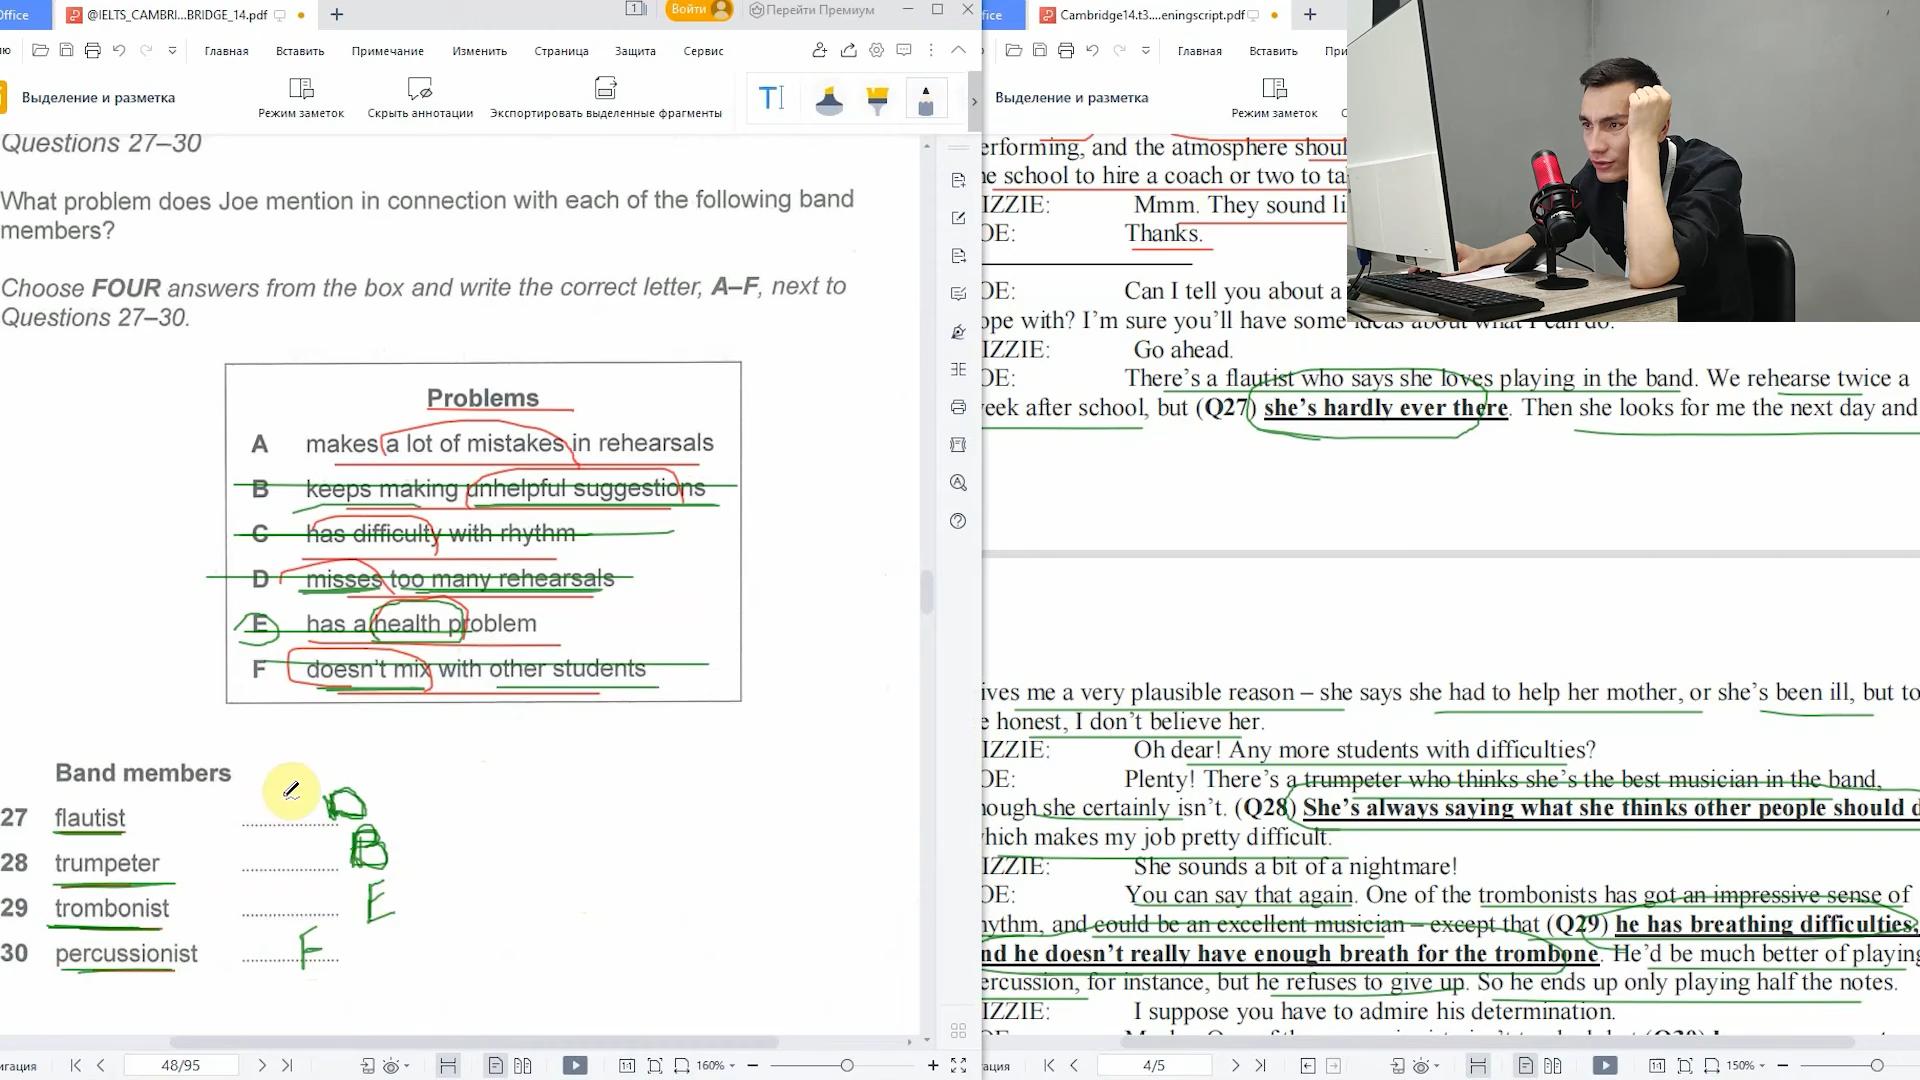 Office
@IELTS_CAMBRI...BRIDGE_14.pdf
Войти
Перейти Премиум
Главная Вставить Примечание Изменить Страница Защита Сервис
Выделение и разметка
Режим заметок
Скрыть аннотации
Экспортировать выделенные фрагменты
Questions 27–30
What problem does Joe mention in connection with each of the following band
members?
Choose FOUR answers from the box and write the correct letter, A–F, next to
Questions 27–30.
Problems
A makes a lot of mistakes in rehearsals
B keeps making unhelpful suggestions
C has difficulty with rhythm
D misses too many rehearsals
E has a health problem
F doesn't mix with other students
Band members
27 flautist .................. D
28 trumpeter .................. B
29 trombonist .................. E
30 percussionist .................. F
48/95
160%
Cambridge14.t3....eningscript.pdf
Главная Вставить
Выделение и разметка
Режим заметок
erforming, and the atmosphere shoul
e school to hire a coach or two to ta
IZZIE: Mmm. They sound li
OE: Thanks.
OE: Can I tell you about a
ope with? I'm sure you'll have some ideas about what I can do.
IZZIE: Go ahead.
OE: There's a flautist who says she loves playing in the band. We rehearse twice a
eek after school, but (Q27) she's hardly ever there. Then she looks for me the next day and
ives me a very plausible reason – she says she had to help her mother, or she's been ill, but to
e honest, I don't believe her.
IZZIE: Oh dear! Any more students with difficulties?
OE: Plenty! There's a trumpeter who thinks she's the best musician in the band,
hough she certainly isn't. (Q28) She's always saying what she thinks other people should d
hich makes my job pretty difficult.
IZZIE: She sounds a bit of a nightmare!
OE: You can say that again. One of the trombonists has got an impressive sense of
hythm, and could be an excellent musician – except that (Q29) he has breathing difficulties,
nd he doesn't really have enough breath for the trombone. He'd be much better of playing
ercussion, for instance, but he refuses to give up. So he ends up only playing half the notes.
IZZIE: I suppose you have to admire his determination.
4/5
150%